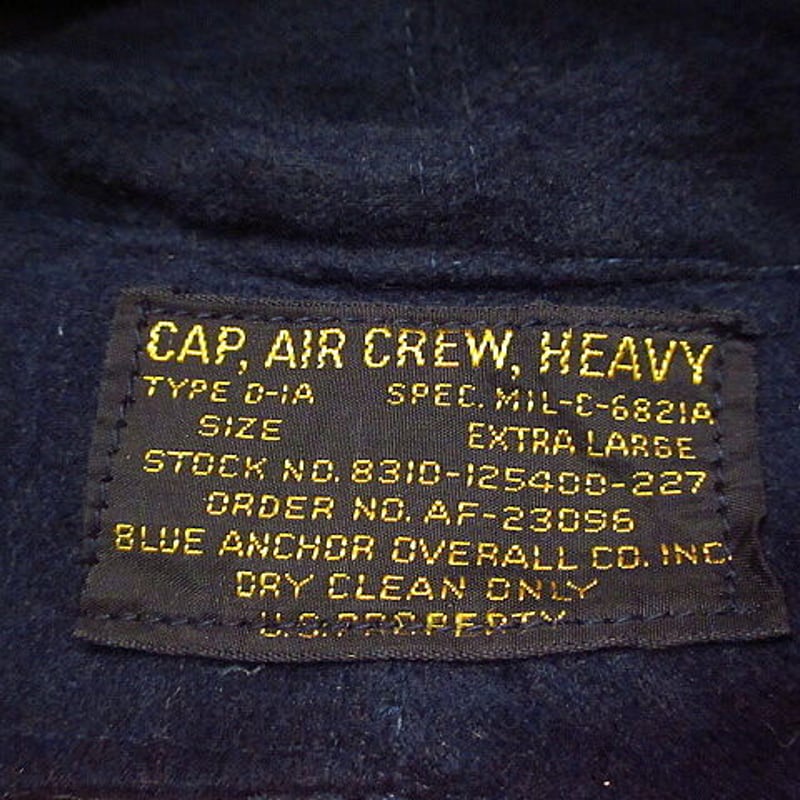 CAP, AIR CREW, HEAVY
TYPE D-1A SPEC. MIL-C-6821A
SIZE EXTRA LARGE
STOCK NO. 8310-125400-227
ORDER NO. AF-23096
BLUE ANCHOR OVERALL CO. INC.
DRY CLEAN ONLY
U.S. PROPERTY